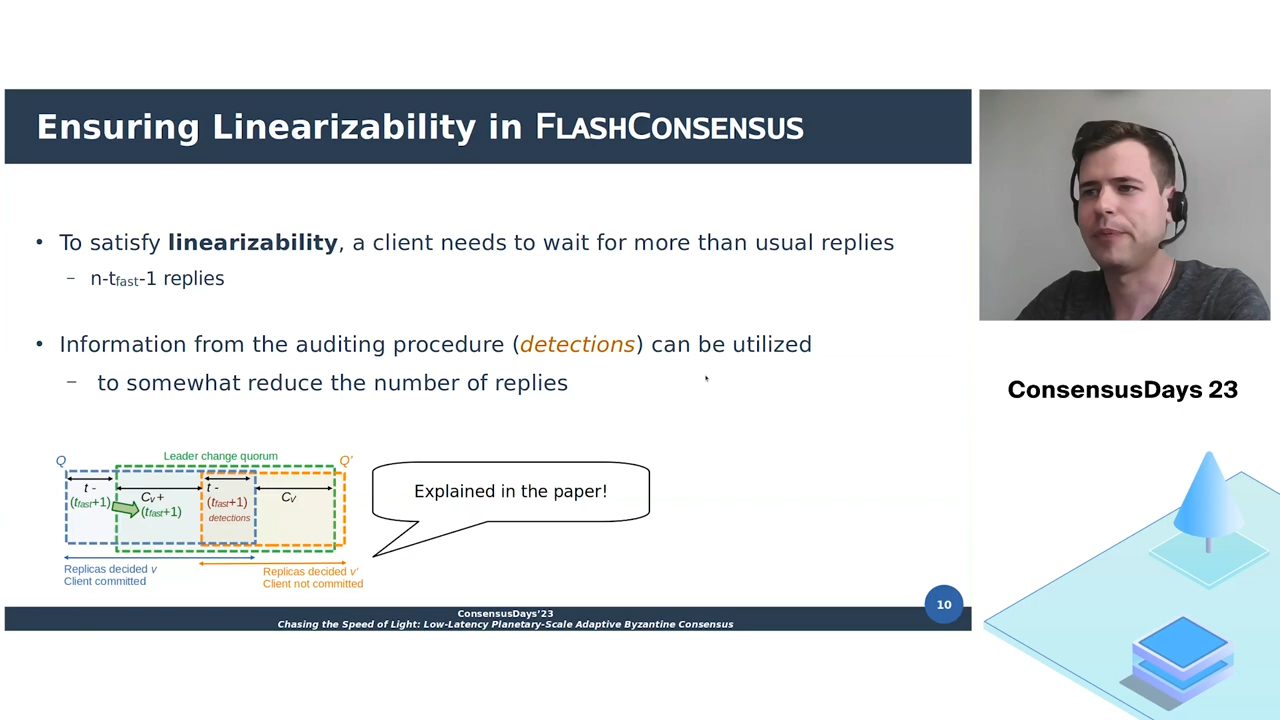 Ensuring Linearizability in FLASHCONSENSUS
• To satisfy linearizability, a client needs to wait for more than usual replies
– n-tfast-1 replies
• Information from the auditing procedure (detections) can be utilized
– to somewhat reduce the number of replies
Q
Leader change quorum
Q'
t -
(tfast+1)
Cv +
(tfast+1)
t -
(tfast+1)
detections
Cv
Replicas decided v
Client committed
Replicas decided v'
Client not committed
Explained in the paper!
10
ConsensusDays'23
Chasing the Speed of Light: Low-Latency Planetary-Scale Adaptive Byzantine Consensus
ConsensusDays 23